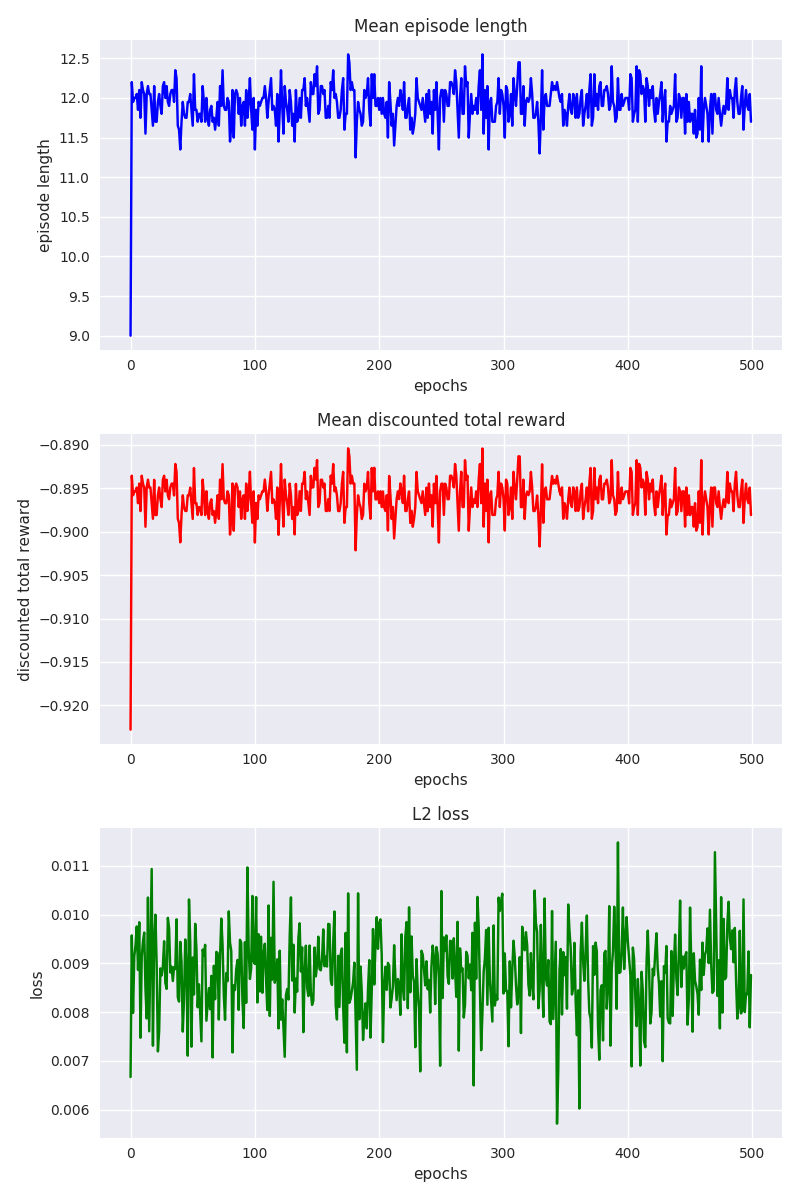 Mean episode length
12.5
12.0
11.5
11.0
10.5
10.0
9.5
9.0
episode length
0 100 200 300 400 500
epochs
Mean discounted total reward
−0.890
−0.895
−0.900
−0.905
−0.910
−0.915
−0.920
discounted total reward
0 100 200 300 400 500
epochs
L2 loss
0.011
0.010
0.009
0.008
0.007
0.006
loss
0 100 200 300 400 500
epochs